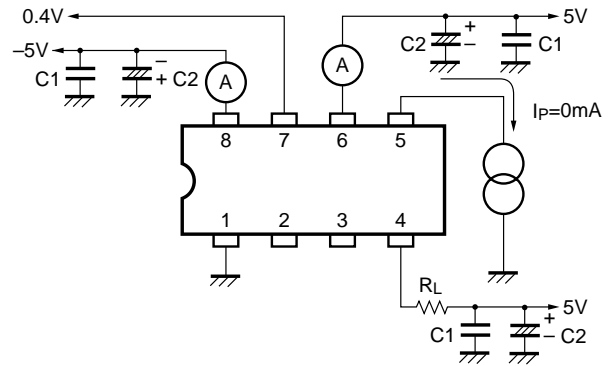 0.4V
5V
–5V
C2
+
–
C1
C1
–
+ C2
A
A
IP=0mA
8 7 6 5
1 2 3 4
RL
5V
C1
+
– C2